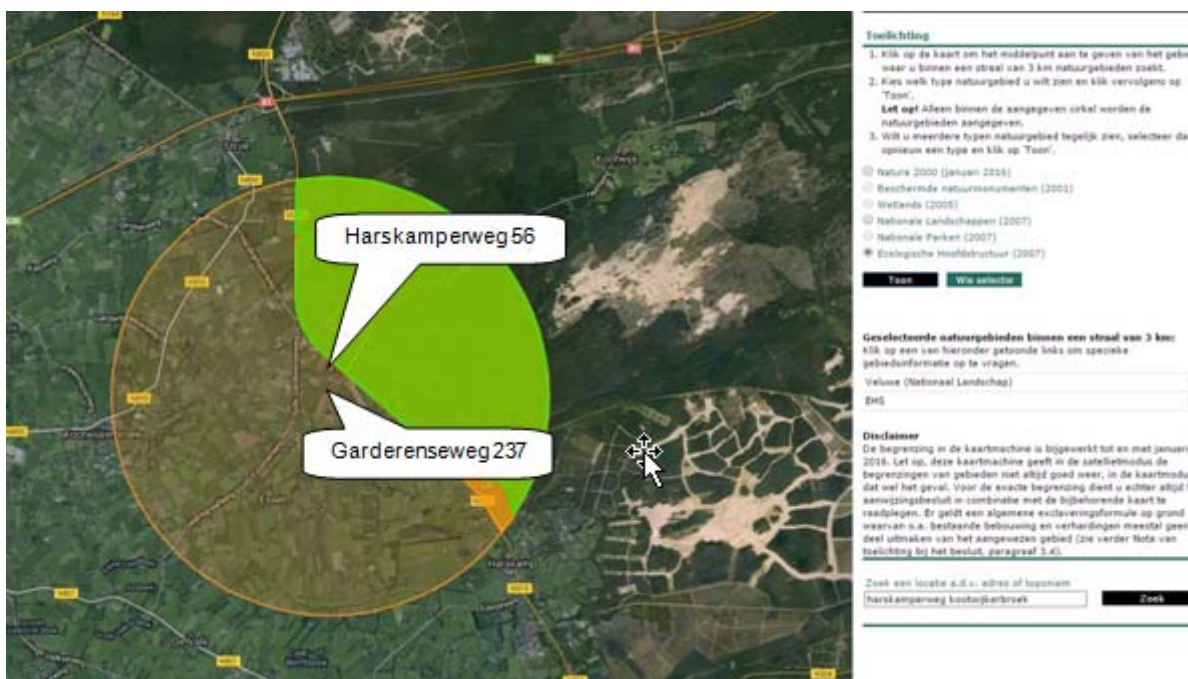 Harskamperweg 56
Garderenseweg 237
A1
A1
Stroe
Kootwijk
Harskamp
Toelichting
1. Klik op de kaart om het middelpunt aan te geven van het gebie
waar u binnen een straal van 3 km natuurgebieden zoekt.
2. Kies welk type natuurgebied u wilt zien en klik vervolgens op
'Toon'.
Let op! Alleen binnen de aangegeven cirkel worden de
natuurgebieden aangegeven.
3. Wilt u meerdere typen natuurgebied tegelijk zien, selecteer da
opnieuw een type en klik op 'Toon'.
Natura 2000 (januari 2016)
Beschermde natuurmonumenten (2001)
Wetlands (2005)
Nationale Landschappen (2007)
Nationale Parken (2007)
Ecologische Hoofdstructuur (2007)
Toon
Wis selectie
Geselecteerde natuurgebieden binnen een straal van 3 km:
Klik op een van hieronder getoonde links om specieke
gebiedsinformatie op te vragen.
Veluwe (Nationaal Landschap)
EHS
Disclaimer
De begrenzing in de kaartmachine is bijgewerkt tot en met januari
2016. Let op, deze kaartmachine geeft in de satellietmodus de
begrenzingen van gebieden niet altijd goed weer, in de kaartmodu
dat wel het geval. Voor de exacte begrenzing dient u echter altijd
aanwijzingsbesluit in combinatie met de bijbehorende kaart te
raadplegen. Er geldt een algemene exclaveringsformule op grond
waarvan o.a. bestaande bebouwing en verhardingen meestal geen
deel uitmaken van het aangewezen gebied (zie verder Nota van
toelichting bij het besluit, paragraaf 3.4).
Zoek een locatie a.d.v. adres of toponiem
harskamperweg kootwijkerbroek
Zoek